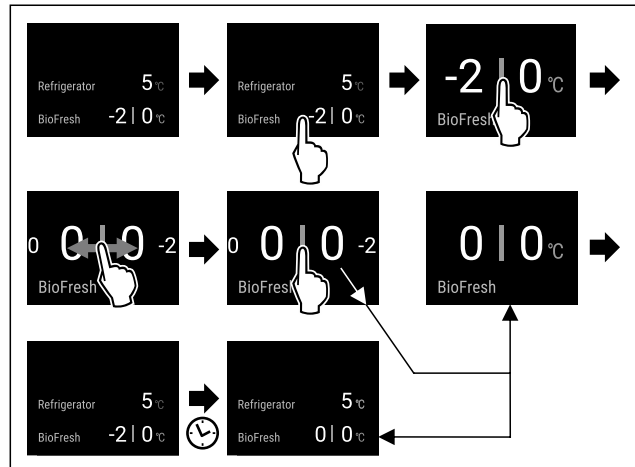 Refrigerator 5 °C
BioFresh -2 | 0 °C
Refrigerator 5 °C
BioFresh -2 | 0 °C
-2 | 0 °C
BioFresh
0 0 | 0 -2
BioFresh
0 0 | 0 -2
BioFresh
0 | 0 °C
BioFresh
Refrigerator 5 °C
BioFresh -2 | 0 °C
Refrigerator 5 °C
BioFresh 0 | 0 °C